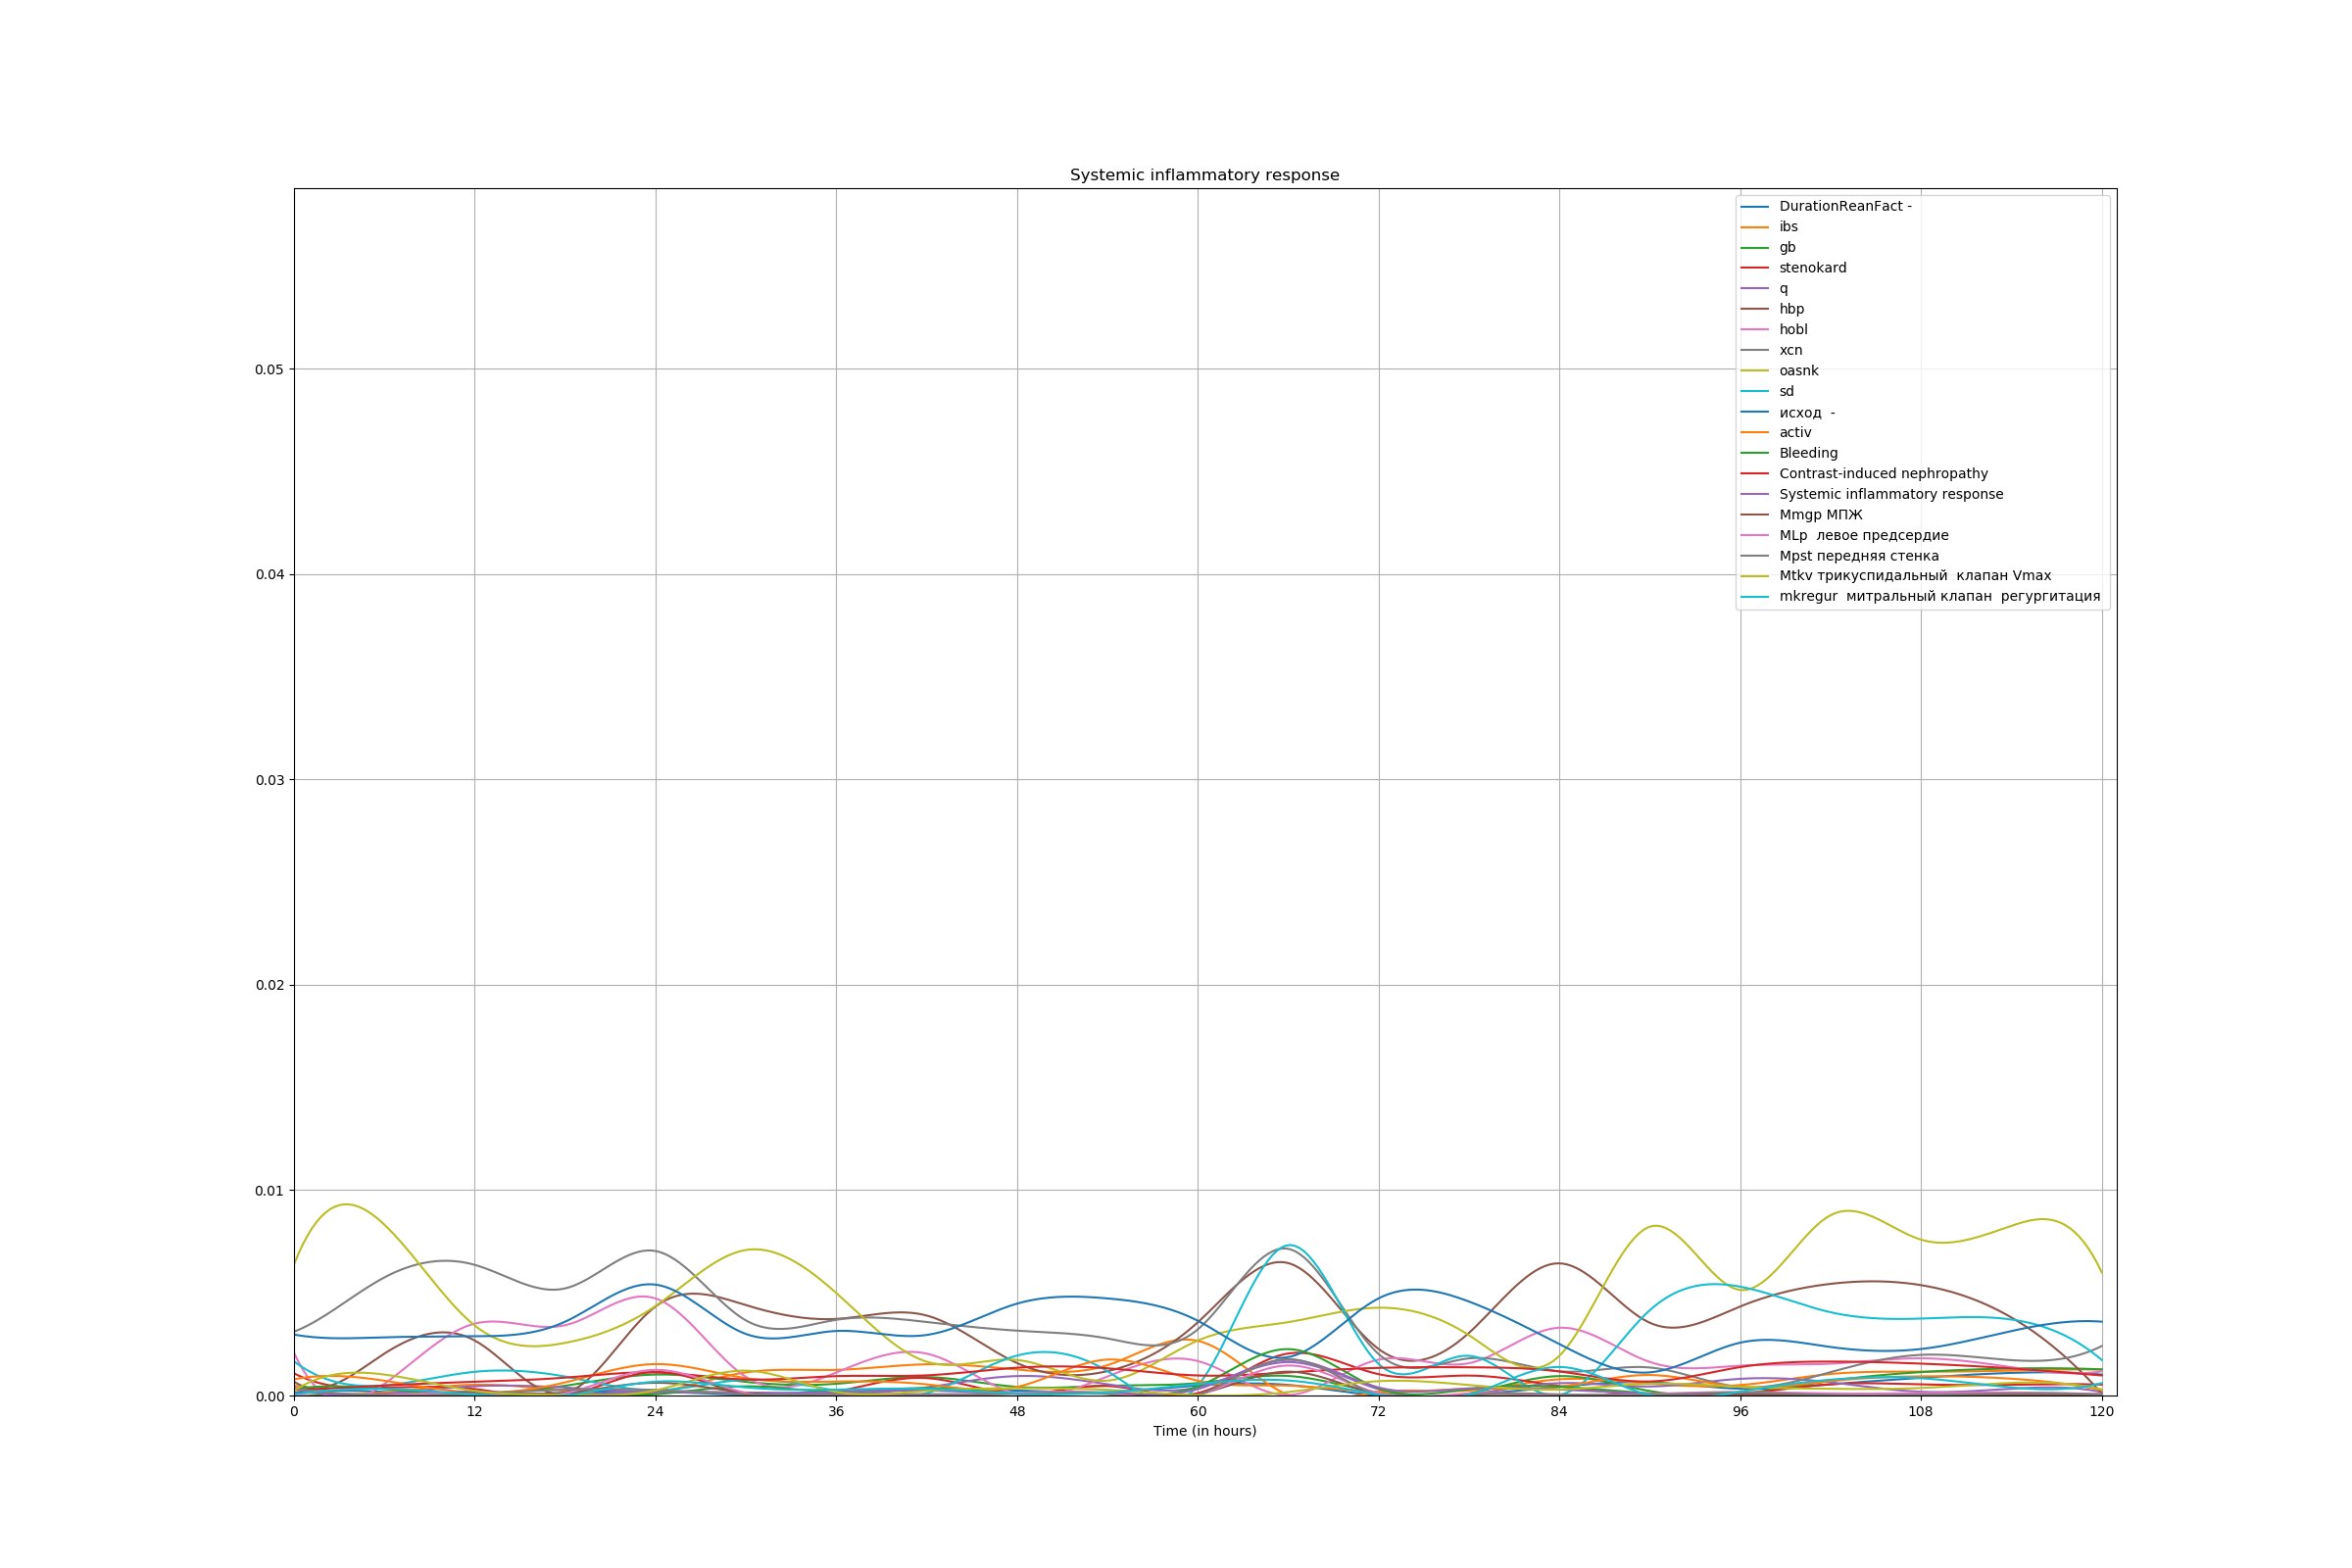 Systemic inflammatory response
DurationReanFact -
ibs
gb
stenokard
q
hbp
hobl
xcn
oasnk
sd
исход  -
activ
Bleeding
Contrast-induced nephropathy
Systemic inflammatory response
Mmgp МПЖ
MLp  левое предсердие
Mpst передняя стенка
Mtkv трикуспидальный  клапан Vmax
mkregur  митральный клапан  регургитация
0.05
0.04
0.03
0.02
0.01
0.00
0 12 24 36 48 60 72 84 96 108 120
Time (in hours)